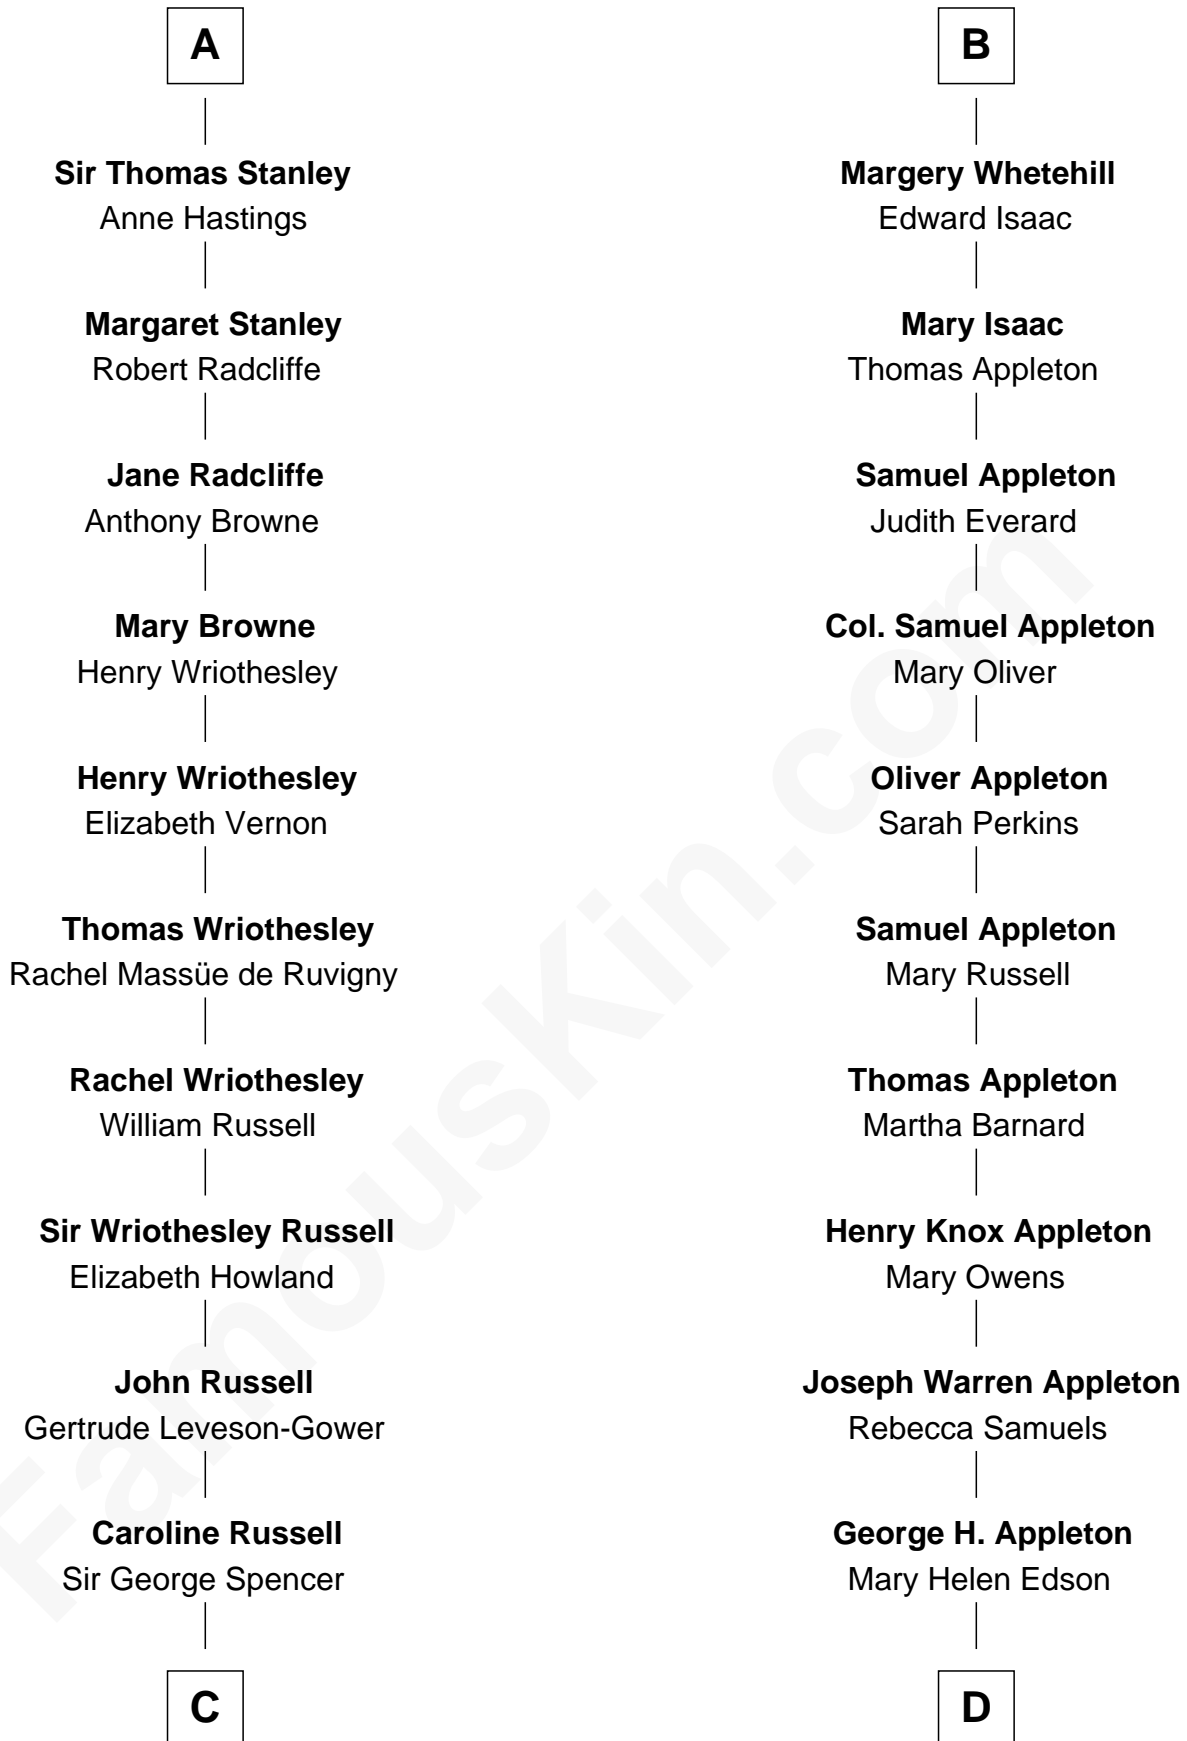 A
Sir Thomas Stanley
Anne Hastings
Margaret Stanley
Robert Radcliffe
Jane Radcliffe
Anthony Browne
Mary Browne
Henry Wriothesley
Henry Wriothesley
Elizabeth Vernon
Thomas Wriothesley
Rachel Massüe de Ruvigny
Rachel Wriothesley
William Russell
Sir Wriothesley Russell
Elizabeth Howland
John Russell
Gertrude Leveson-Gower
Caroline Russell
Sir George Spencer
C
B
Margery Whetehill
Edward Isaac
Mary Isaac
Thomas Appleton
Samuel Appleton
Judith Everard
Col. Samuel Appleton
Mary Oliver
Oliver Appleton
Sarah Perkins
Samuel Appleton
Mary Russell
Thomas Appleton
Martha Barnard
Henry Knox Appleton
Mary Owens
Joseph Warren Appleton
Rebecca Samuels
George H. Appleton
Mary Helen Edson
D
FamousKin.com